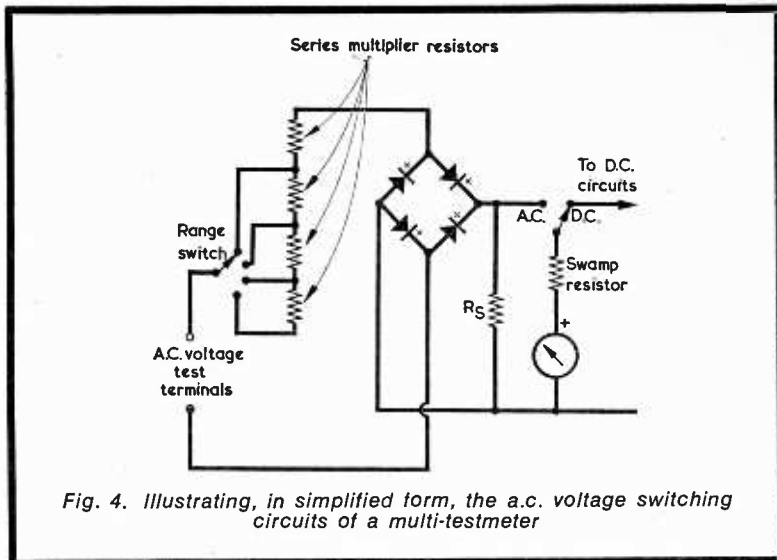 Series multiplier resistors
To D.C.
circuits
A.C.
D.C.
Range
switch
Swamp
resistor
RS
+
A.C. voltage
test
terminals
Fig. 4. Illustrating, in simplified form, the a.c. voltage switching
circuits of a multi-testmeter